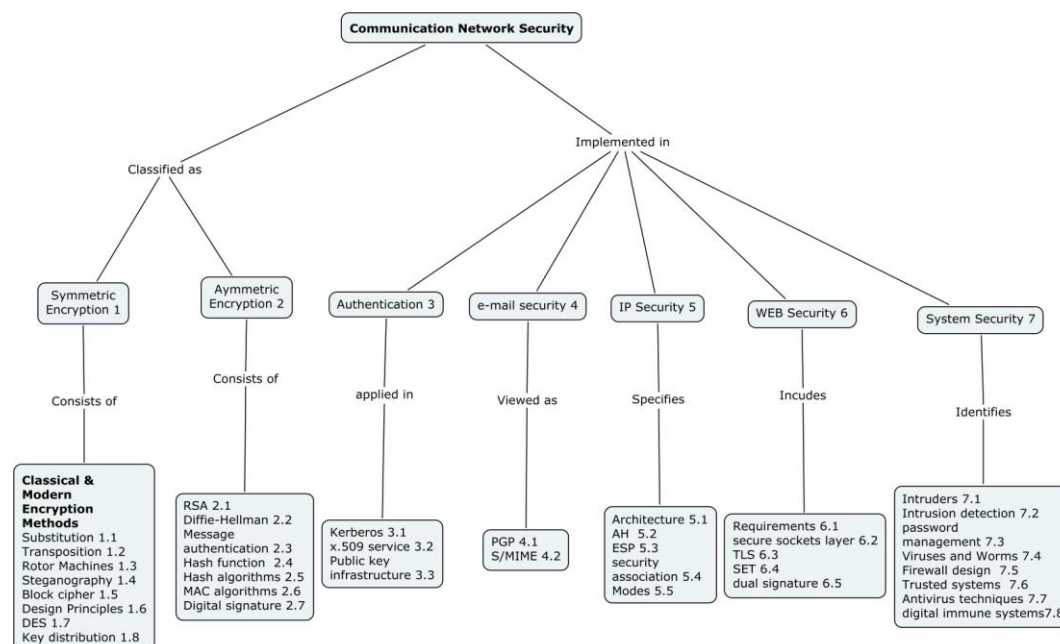 Communication Network Security
Implemented in
Classified as
Symmetric
Encryption 1
Aymmetric
Encryption 2
Authentication 3
e-mail security 4
IP Security 5
WEB Security 6
System Security 7
Consists of
Consists of
applied in
Viewed as
Specifies
Incudes
Identifies
Classical &
Modern
Encryption
Methods
Substitution 1.1
Transposition 1.2
Rotor Machines 1.3
Steganography 1.4
Block cipher 1.5
Design Principles 1.6
DES 1.7
Key distribution 1.8
RSA 2.1
Diffie-Hellman 2.2
Message
authentication 2.3
Hash function 2.4
Hash algorithms 2.5
MAC algorithms 2.6
Digital signature 2.7
Kerberos 3.1
x.509 service 3.2
Public key
infrastructure 3.3
PGP 4.1
S/MIME 4.2
Architecture 5.1
AH 5.2
ESP 5.3
security
association 5.4
Modes 5.5
Requirements 6.1
secure sockets layer 6.2
TLS 6.3
SET 6.4
dual signature 6.5
Intruders 7.1
Intrusion detection 7.2
password
management 7.3
Viruses and Worms 7.4
Firewall design 7.5
Trusted systems 7.6
Antivirus techniques 7.7
digital immune systems7.8